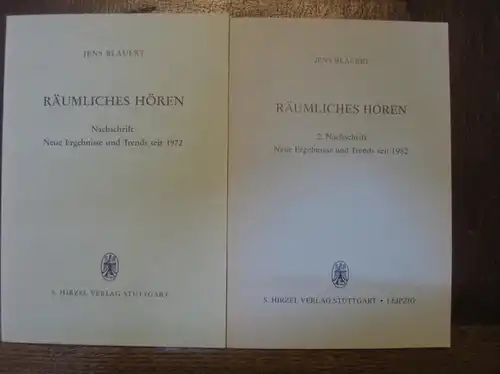 JENS BLAUERT
RÄUMLICHES HÖREN
Nachschrift
Neue Ergebnisse und Trends seit 1972
S. HIRZEL VERLAG STUTTGART
JENS BLAUERT
RÄUMLICHES HÖREN
2. Nachschrift
Neue Ergebnisse und Trends seit 1982
S. HIRZEL VERLAG STUTTGART • LEIPZIG